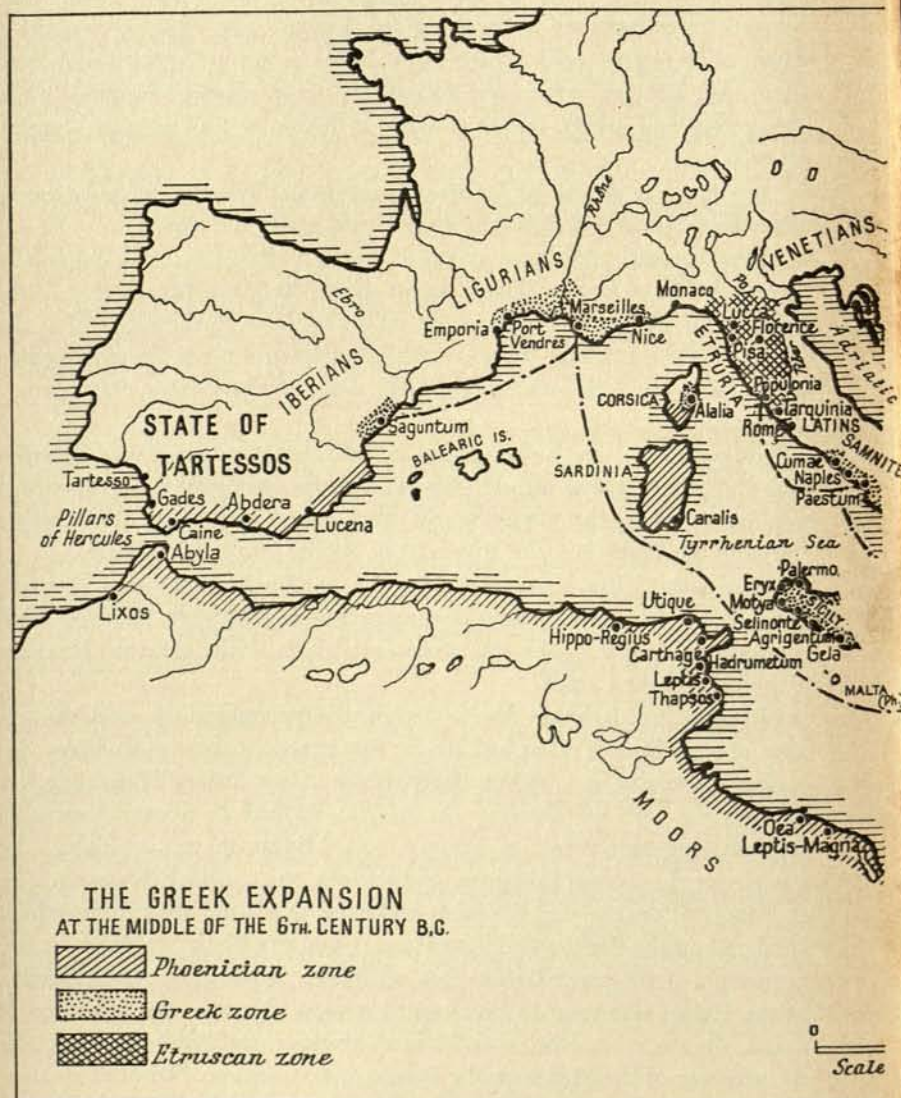 Rhône
VENETIANS
LIGURIANS
Po
Monaco
Ebro
Marseilles
Lucca
Florence
Emporia
Port
Vendres
Nice
Pisa
Adriatic
ETRURIA
Tiber
IBERIANS
Populonia
CORSICA
Alalia
Tarquinia
STATE OF
TARTESSOS
Saguntum
Rome
LATINS
BALEARIC IS.
SAMNITE
SARDINIA
Cumae
Naples
Paestum
Tartesso
Gades
Abdera
Lucena
Caralis
Pillars
of Hercules
Caine
Abyla
Tyrrhenian Sea
Palermo
Eryx
Motya
SICILY
Lixos
Utique
Selinonte
Hippo-Regius
Agrigentum
Carthage
Hadrumetum
Gela
Leptis
Thapsos
MALTA
(Ph.)
MOORS
Oea
Leptis-Magna
THE GREEK EXPANSION
AT THE MIDDLE OF THE 6TH. CENTURY B.C.
Phoenician zone
Greek zone
Etruscan zone
0
Scale